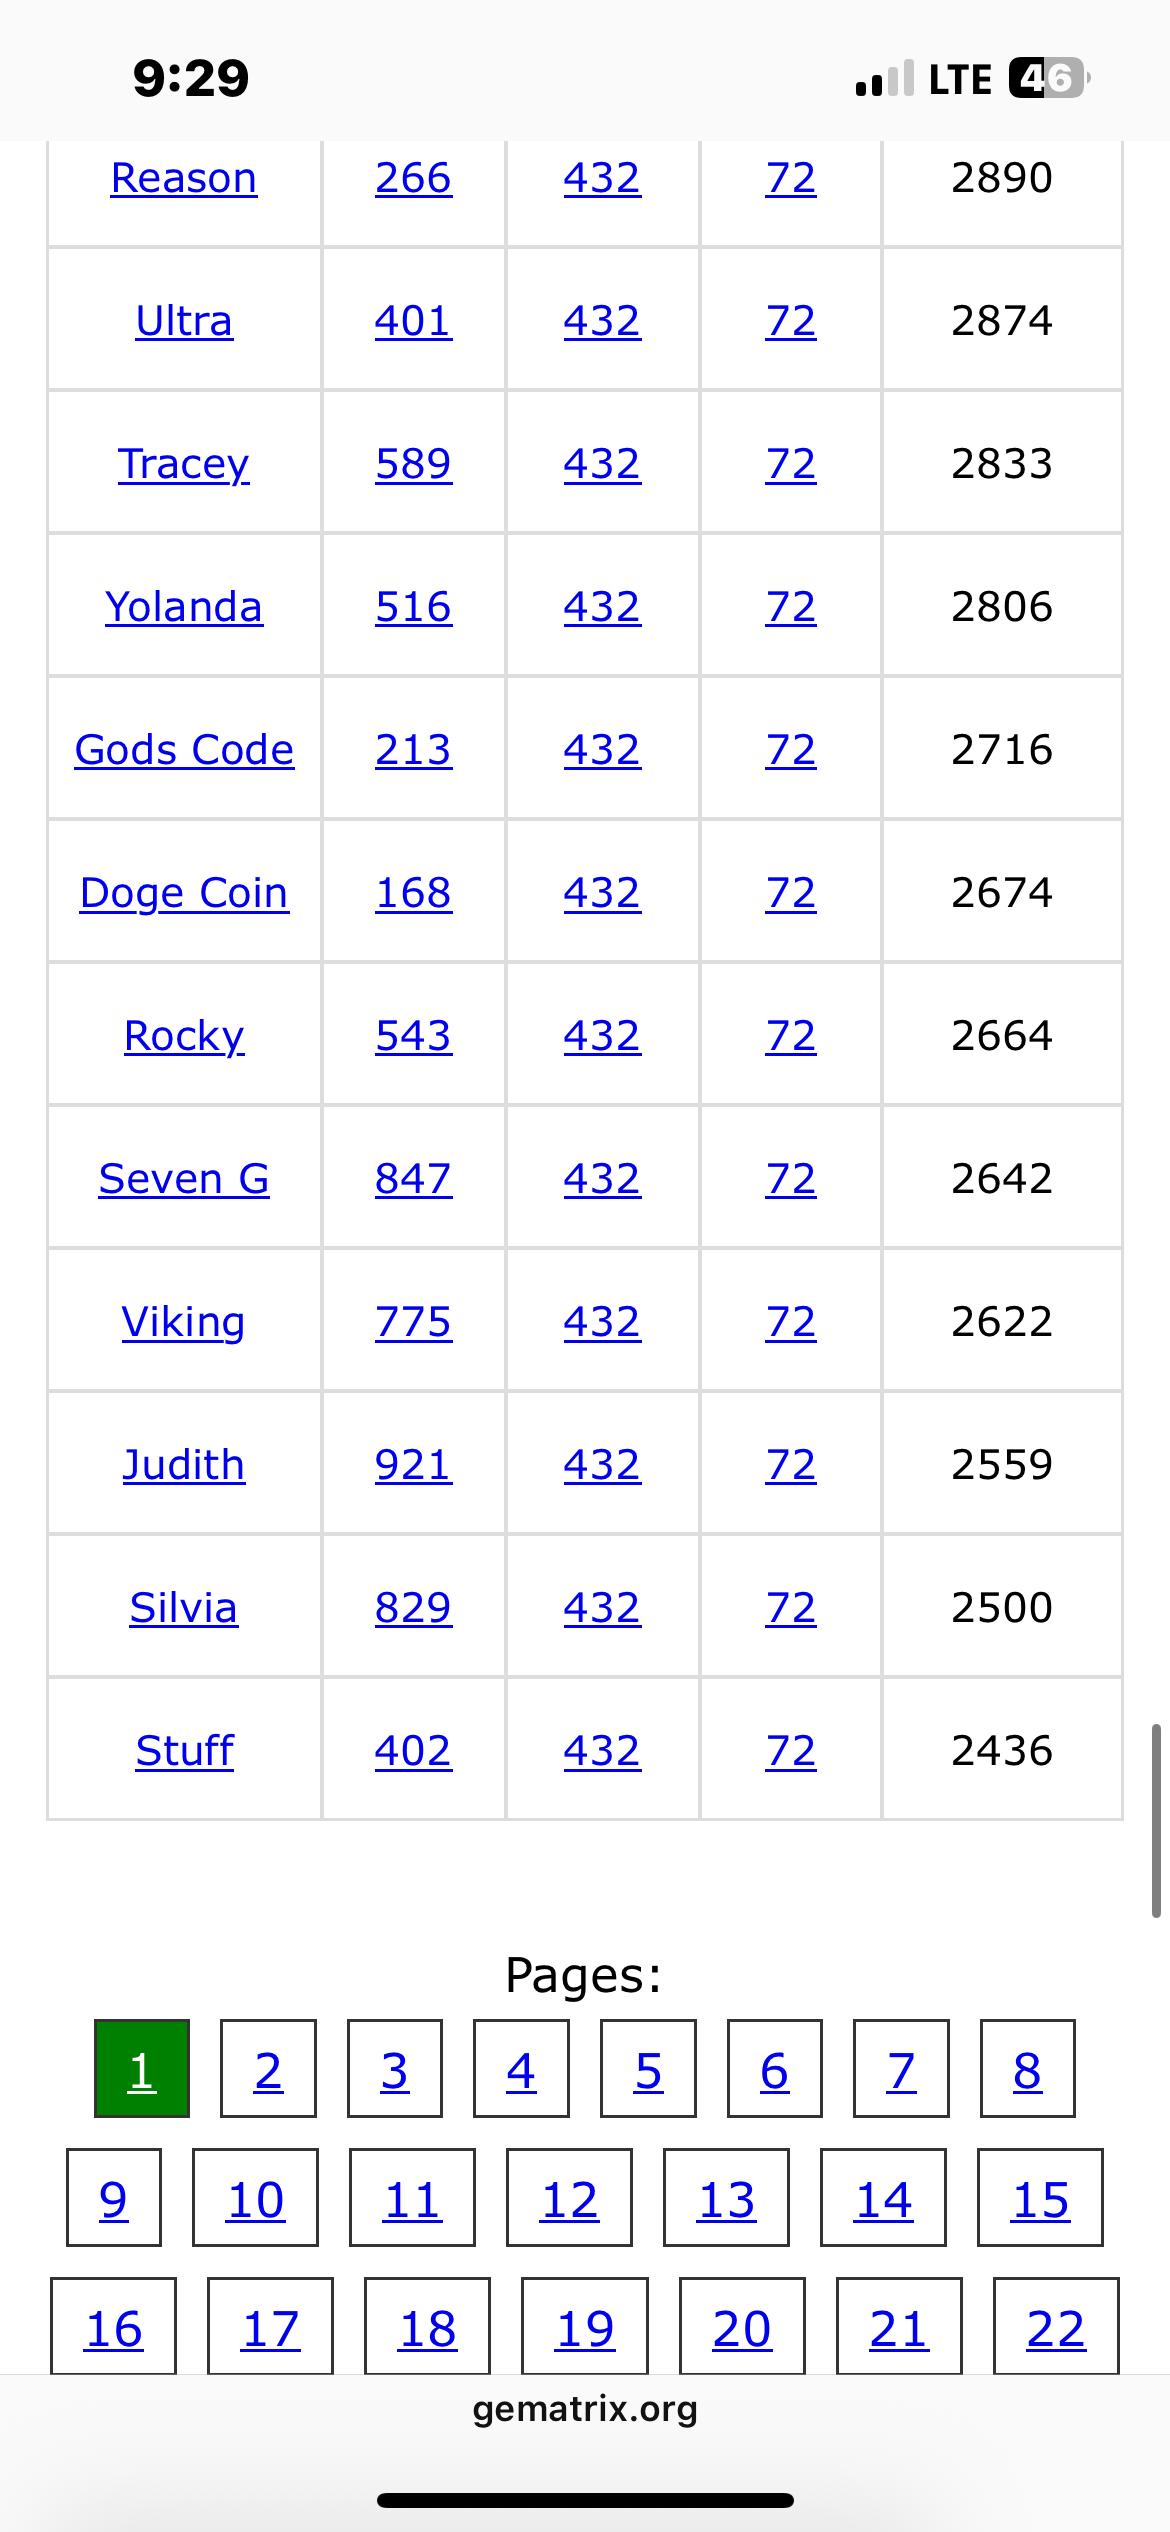 9:29 LTE 46
Reason 266 432 72 2890
Ultra 401 432 72 2874
Tracey 589 432 72 2833
Yolanda 516 432 72 2806
Gods Code 213 432 72 2716
Doge Coin 168 432 72 2674
Rocky 543 432 72 2664
Seven G 847 432 72 2642
Viking 775 432 72 2622
Judith 921 432 72 2559
Silvia 829 432 72 2500
Stuff 402 432 72 2436
Pages:
1 2 3 4 5 6 7 8
9 10 11 12 13 14 15
16 17 18 19 20 21 22
gematrix.org